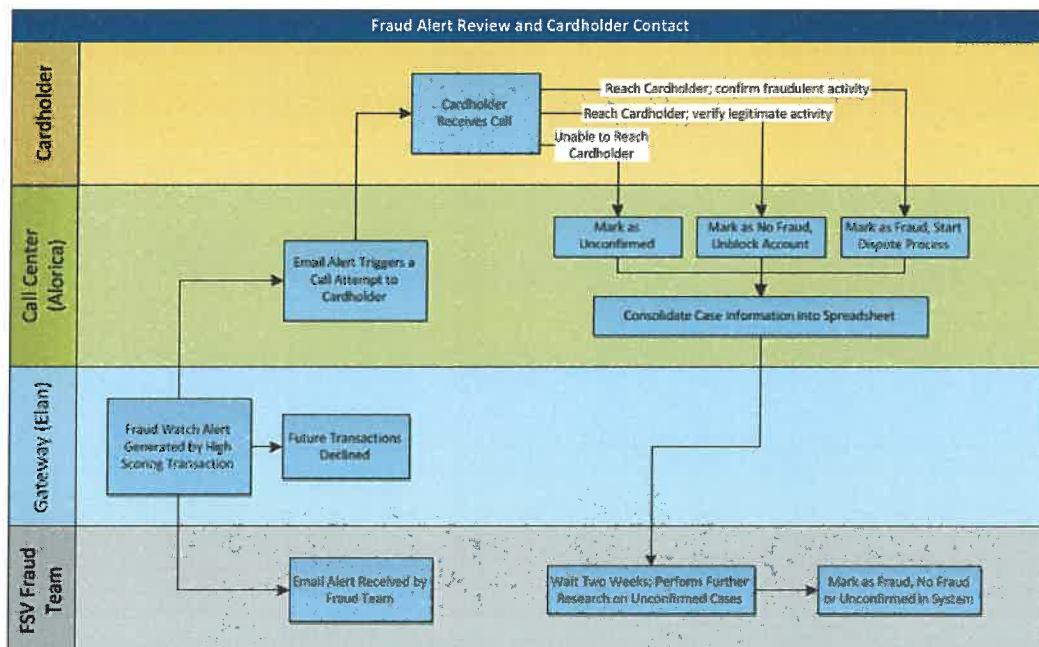 Fraud Alert Review and Cardholder Contact
Cardholder
Cardholder
Receives Call
Reach Cardholder; confirm fraudulent activity
Reach Cardholder; verify legitimate activity
Unable to Reach
Cardholder
Call Center
(Alorica)
Email Alert Triggers a
Call Attempt to
Cardholder
Mark as
Unconfirmed
Mark as No Fraud,
Unblock Account
Mark as Fraud, Start
Dispute Process
Consolidate Case Information into Spreadsheet
Gateway (Elan)
Fraud Watch Alert
Generated by High
Scoring Transaction
Future Transactions
Declined
FSV Fraud
Team
Email Alert Received by
Fraud Team
Wait Two Weeks; Perform Further
Research on Unconfirmed Cases
Mark as Fraud, No Fraud
or Unconfirmed in System